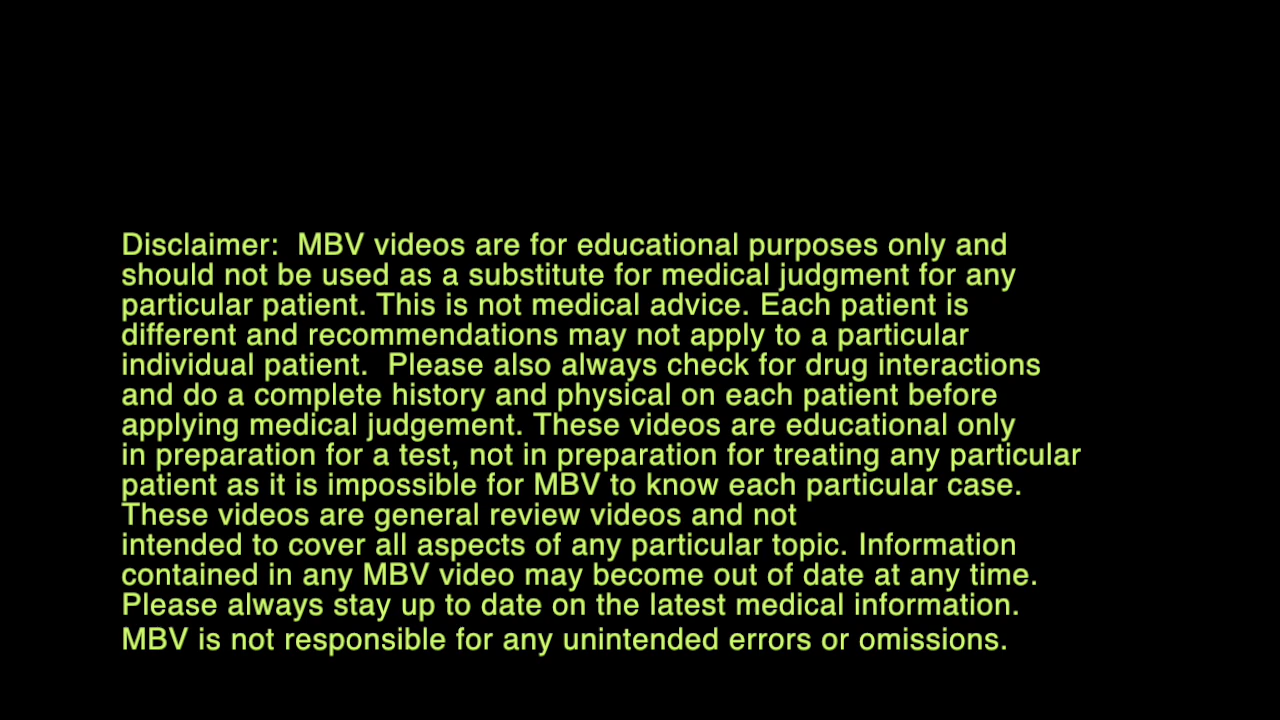 Disclaimer:  MBV videos are for educational purposes only and
should not be used as a substitute for medical judgment for any
particular patient. This is not medical advice. Each patient is
different and recommendations may not apply to a particular
individual patient.  Please also always check for drug interactions
and do a complete history and physical on each patient before
applying medical judgement. These videos are educational only
in preparation for a test, not in preparation for treating any particular
patient as it is impossible for MBV to know each particular case.
These videos are general review videos and not
intended to cover all aspects of any particular topic. Information
contained in any MBV video may become out of date at any time.
Please always stay up to date on the latest medical information.
MBV is not responsible for any unintended errors or omissions.